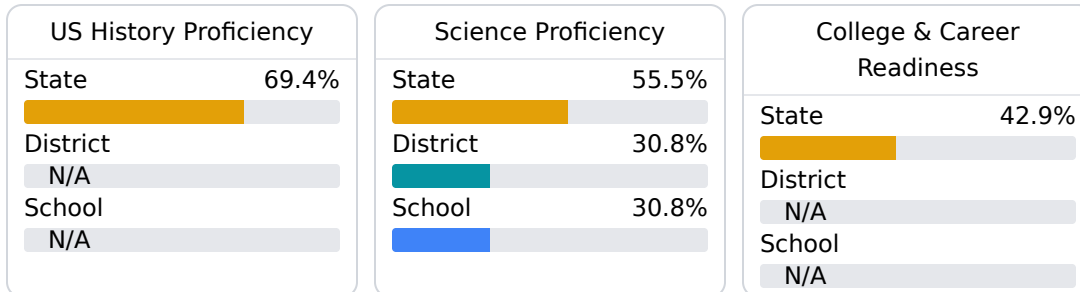 US History Proficiency
State 69.4%
District
N/A
School
N/A
Science Proficiency
State 55.5%
District 30.8%
School 30.8%
College & Career
Readiness
State 42.9%
District
N/A
School
N/A